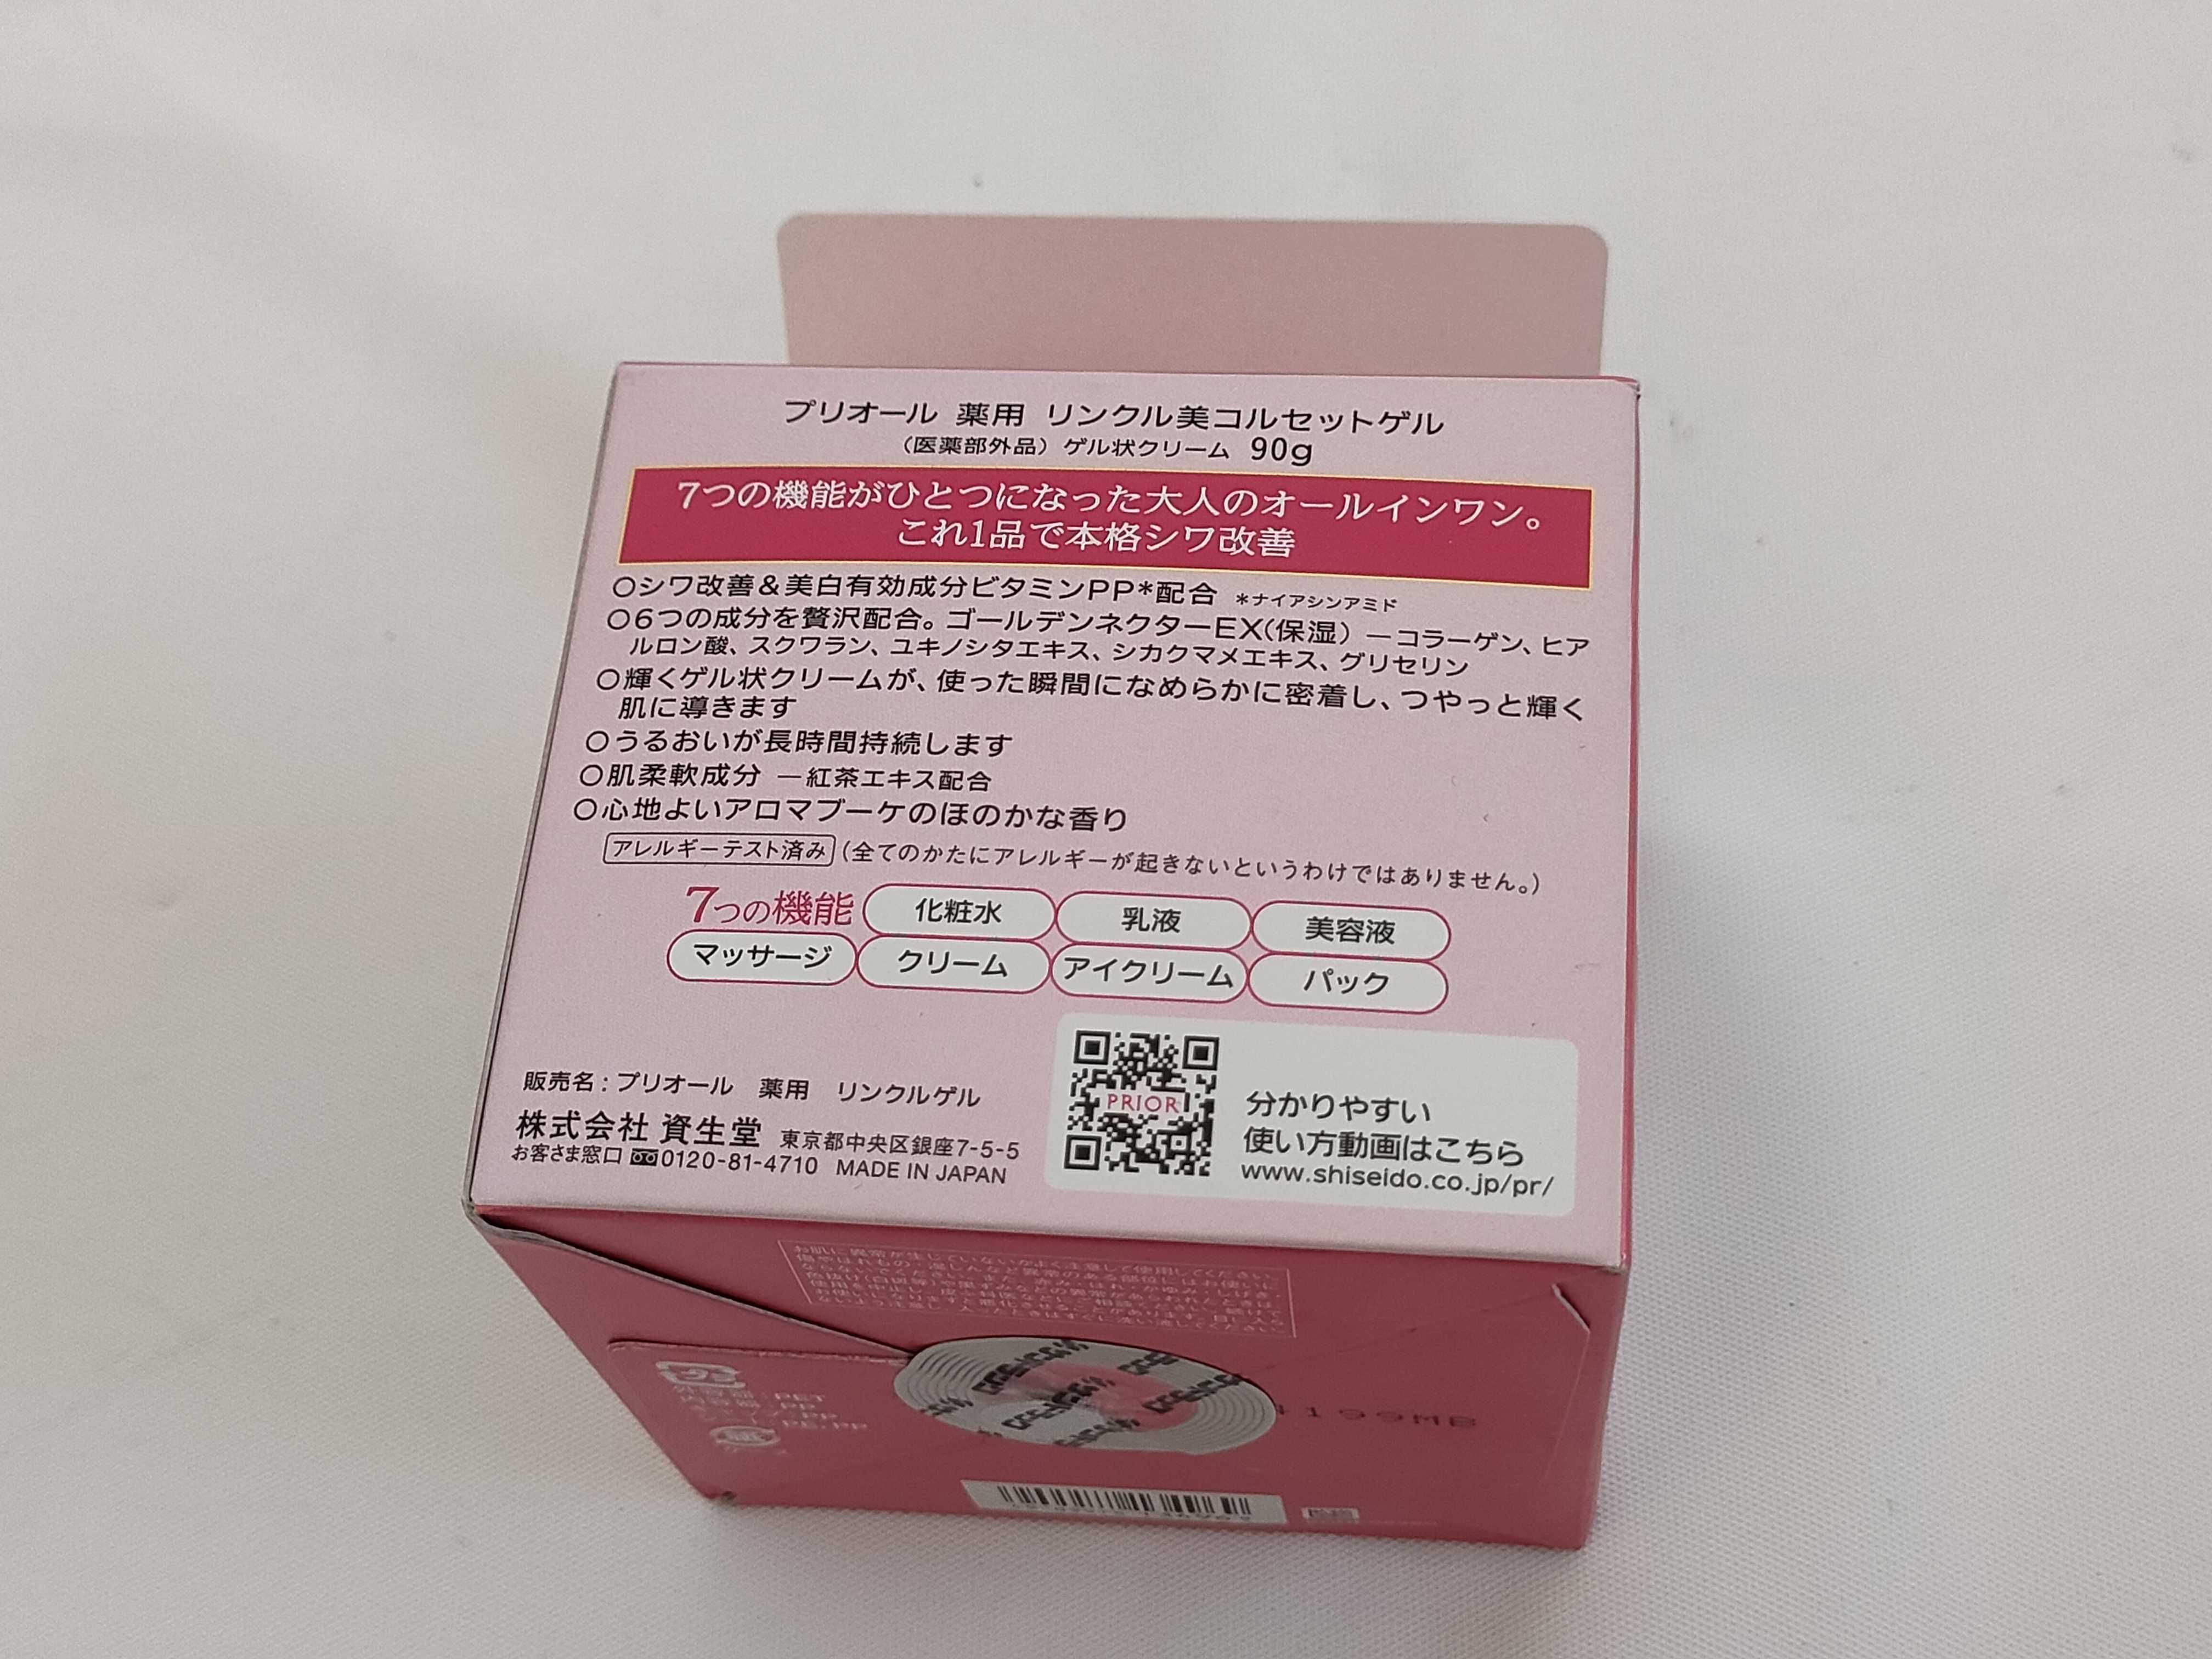 プリオール 薬用 リンクル美コルセットゲル
（医薬部外品）ゲル状クリーム 90g
7つの機能がひとつになった大人のオールインワン。
これ1品で本格シワ改善
○シワ改善＆美白有効成分ビタミンPP*配合 *ナイアシンアミド
○6つの成分を贅沢配合。ゴールデンネクターEX（保湿）―コラーゲン、ヒア
ルロン酸、スクワラン、ユキノシタエキス、シカクマメエキス、グリセリン
○輝くゲル状クリームが、使った瞬間になめらかに密着し、つやっと輝く
肌に導きます
○うるおいが長時間持続します
○肌柔軟成分 ―紅茶エキス配合
○心地よいアロマブーケのほのかな香り
アレルギーテスト済み（全てのかたにアレルギーが起きないというわけではありません。）
7つの機能 化粧水 乳液 美容液
マッサージ クリーム アイクリーム パック
販売名：プリオール 薬用 リンクルゲル
株式会社 資生堂 東京都中央区銀座7-5-5
お客さま窓口 0120-81-4710 MADE IN JAPAN
PRIOR
分かりやすい
使い方動画はこちら
www.shiseido.co.jp/pr/
外容器：PET